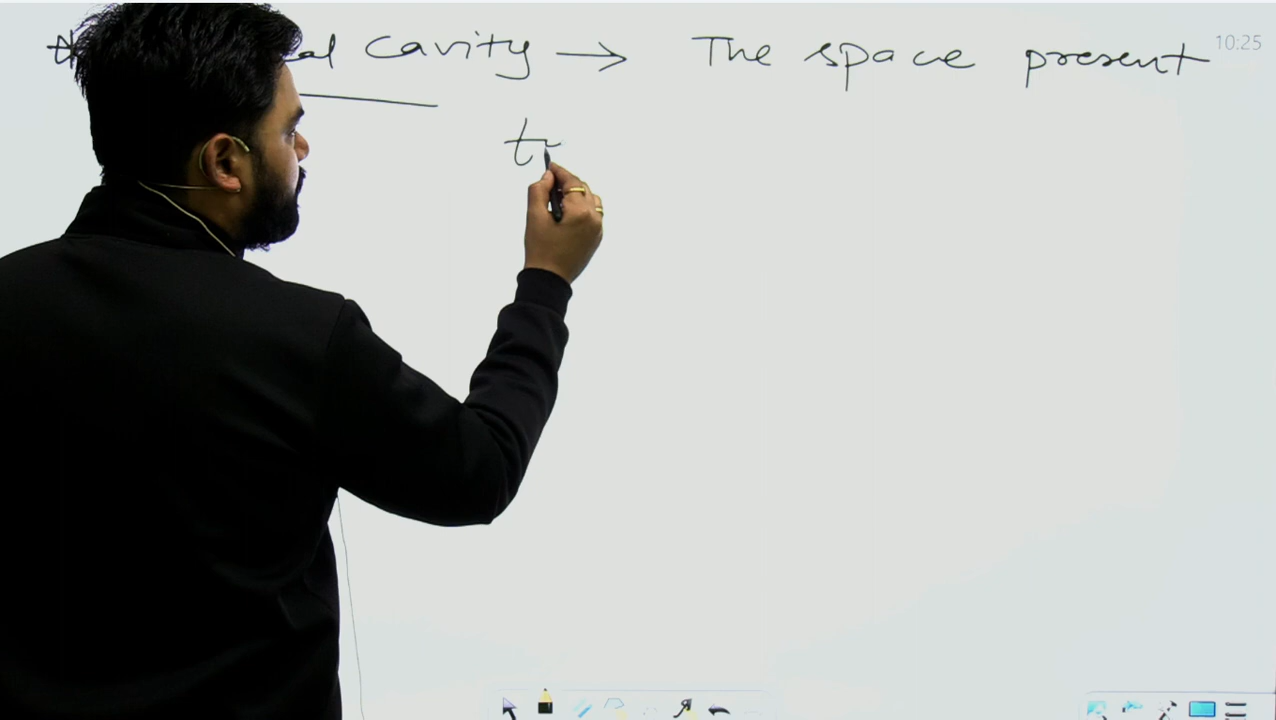 cavity → The space present 10:25